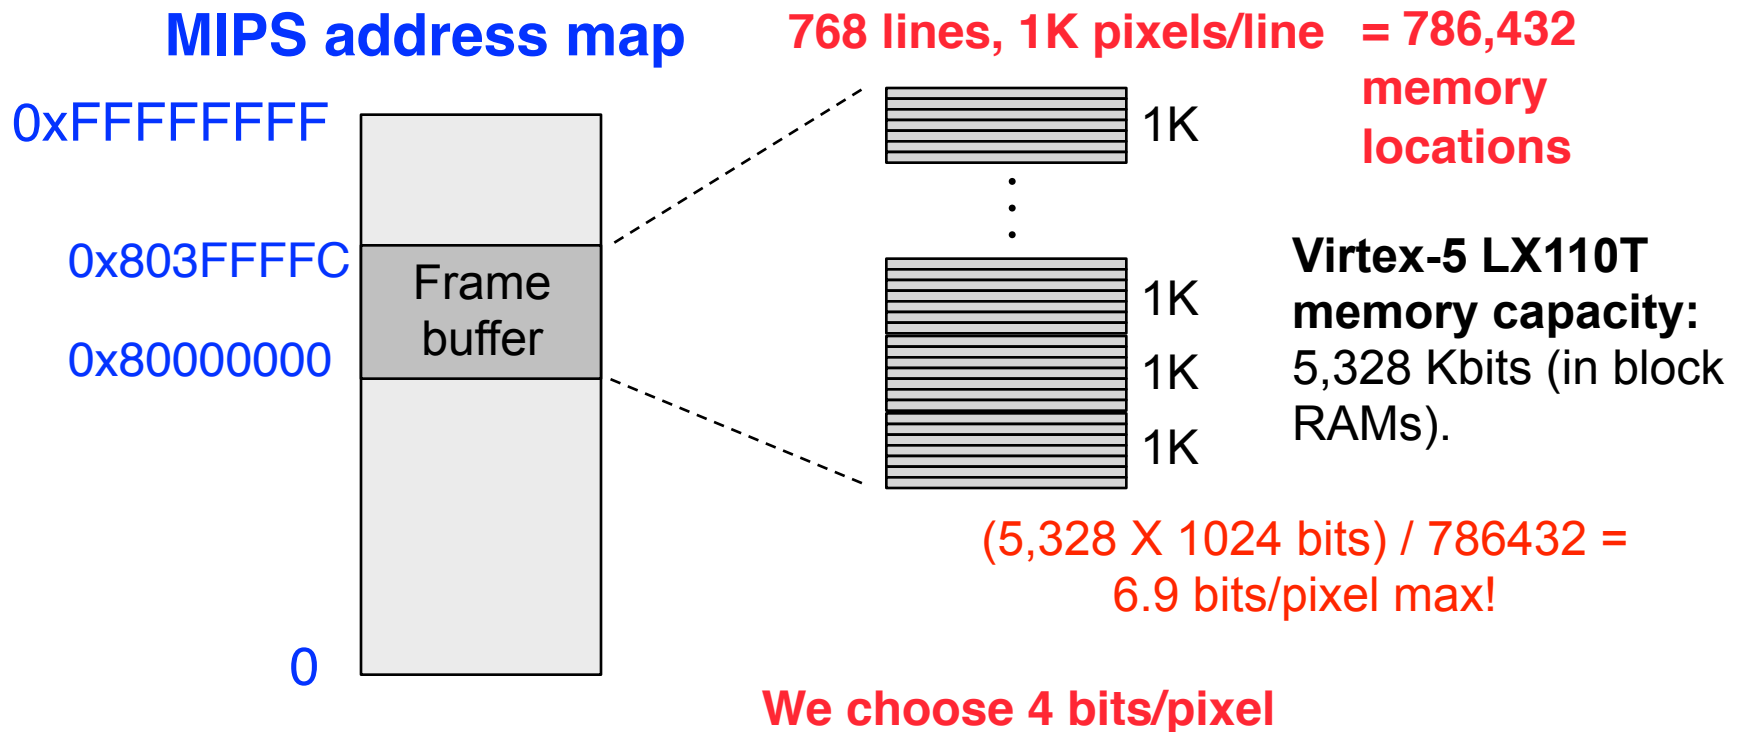 MIPS address map
768 lines, 1K pixels/line = 786,432
memory
locations
0xFFFFFFFF
0x803FFFFC
0x80000000
0
Frame
buffer
1K
1K
1K
1K
Virtex-5 LX110T
memory capacity:
5,328 Kbits (in block
RAMs).
(5,328 X 1024 bits) / 786432 =
6.9 bits/pixel max!
We choose 4 bits/pixel